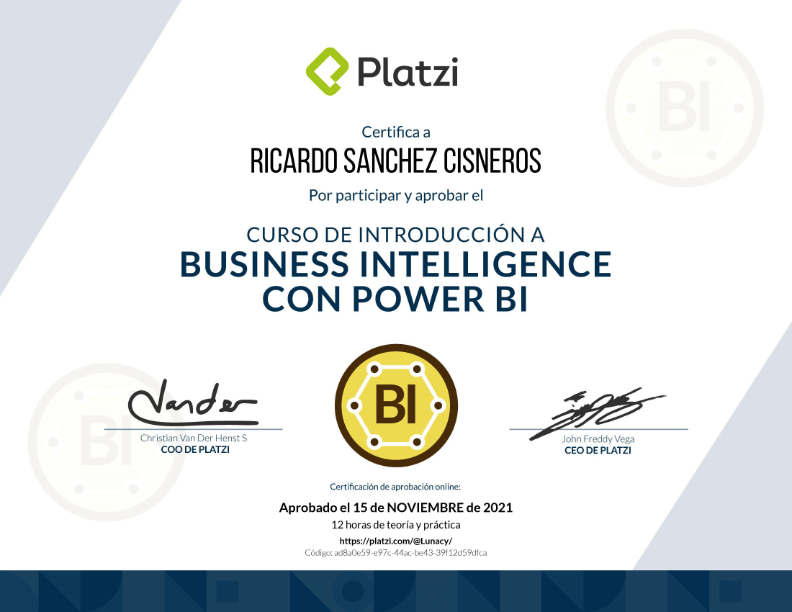 Platzi
Certifica a
RICARDO SANCHEZ CISNEROS
Por participar y aprobar el
CURSO DE INTRODUCCIÓN A
BUSINESS INTELLIGENCE
CON POWER BI
BI
BI
BI
Vander
Christian Van Der Henst S
COO DE PLATZI
John Freddy Vega
CEO DE PLATZI
Certificación de aprobación online:
Aprobado el 15 de NOVIEMBRE de 2021
12 horas de teoría y práctica
https://platzi.com/@Lunacy/
Código: ad8a0e59-e97c-44ac-be43-39f12d59dfca